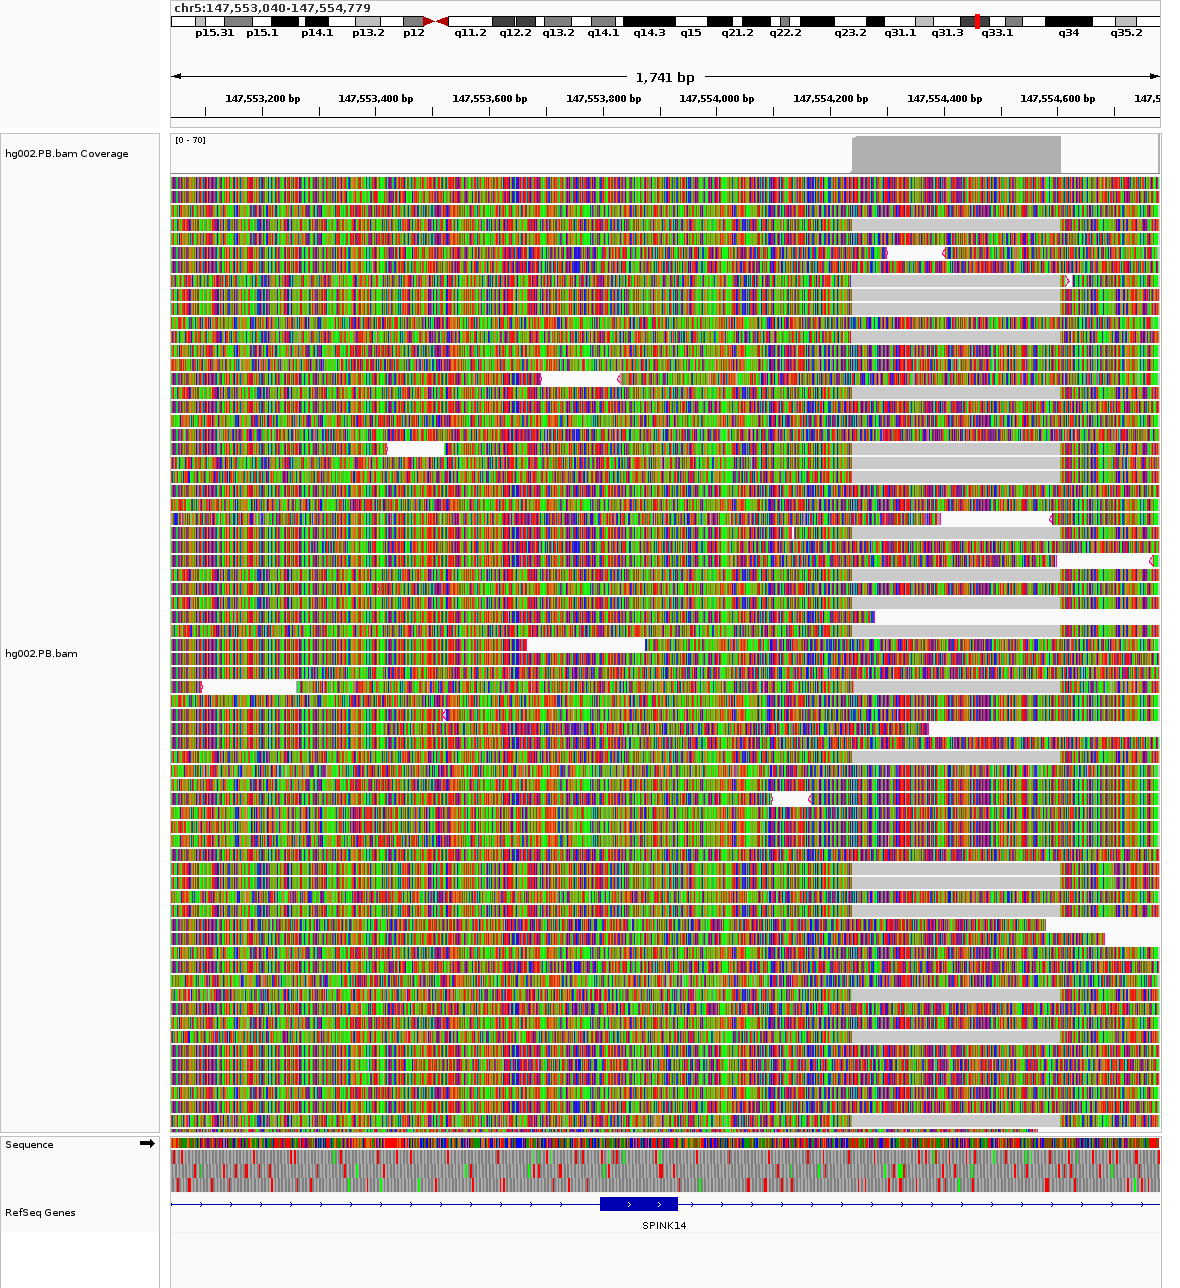 chr5:147,553,040-147,554,779
p15.31 p15.1 p14.1 p13.2 p12 q11.2 q12.2 q13.2 q14.1 q14.3 q15 q21.2 q22.2 q23.2 q31.1 q31.3 q33.1 q34 q35.2
1,741 bp
147,553,200 bp 147,553,400 bp 147,553,600 bp 147,553,800 bp 147,554,000 bp 147,554,200 bp 147,554,400 bp 147,554,600 bp 147,5
[0 - 70]
hg002.PB.bam Coverage
hg002.PB.bam
Sequence
RefSeq Genes
SPINK14